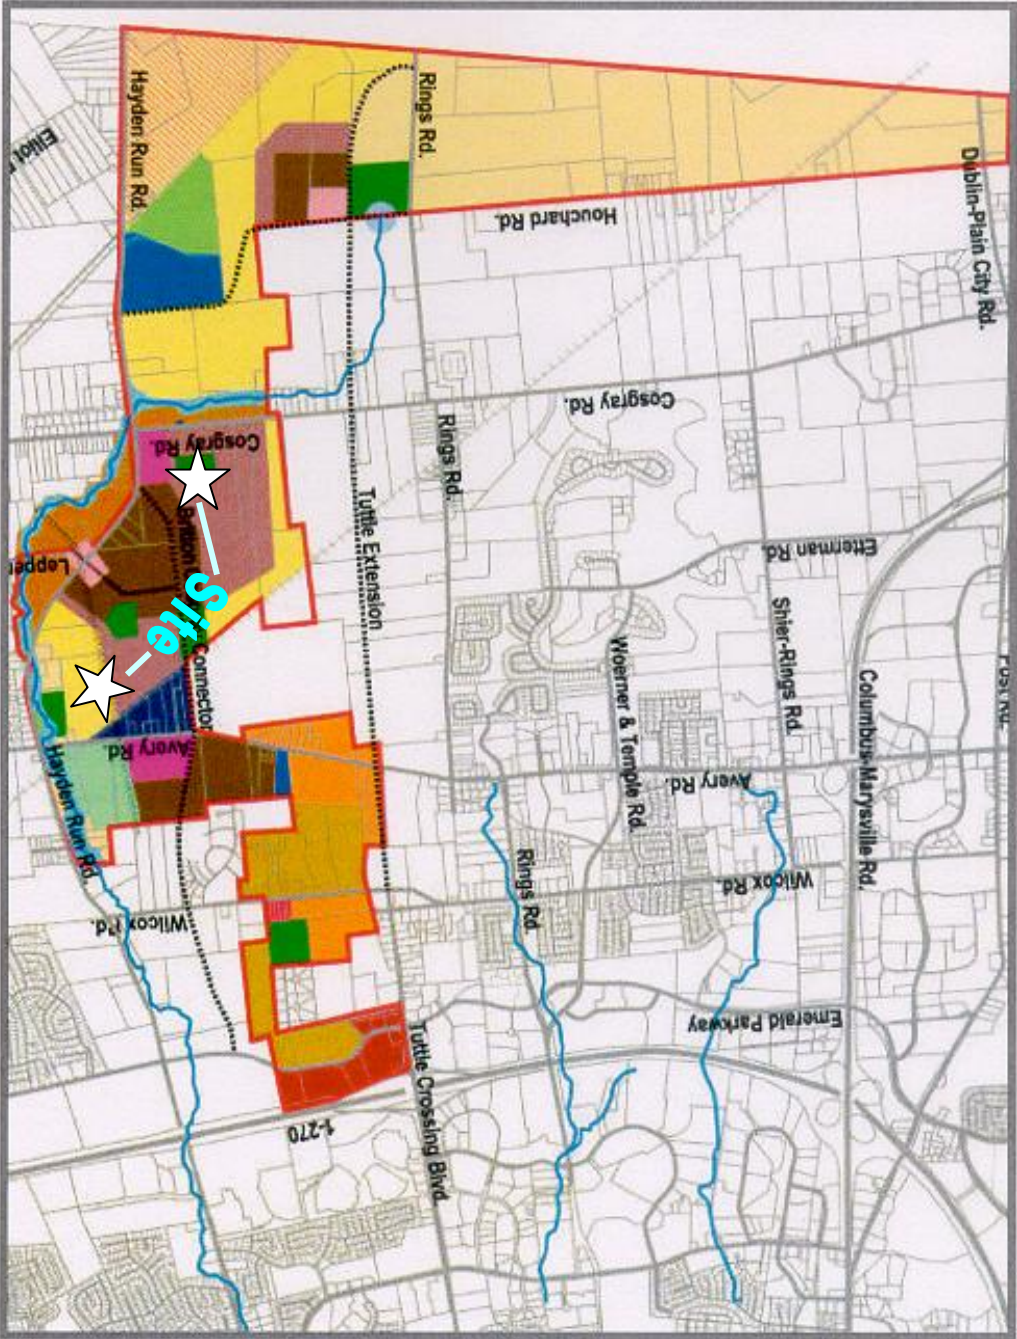 Elliot
Hayden Run Rd.
Rings Rd.
Houchard Rd.
Dublin-Plain City Rd.
Cosgray Rd.
Cosgray Rd.
Rings Rd.
Tuttle Extension
Etterman Rd
Site
Connector
Shier-Rings Rd.
Woerner & Temple Rd.
Columbus-Marysville Rd.
Avery Rd.
Hayden Run Rd.
Avery Rd.
Wilcox Rd.
Rings Rd
Wilcox Rd
Emerald Parkway
Tuttle Crossing Blvd.
I-270